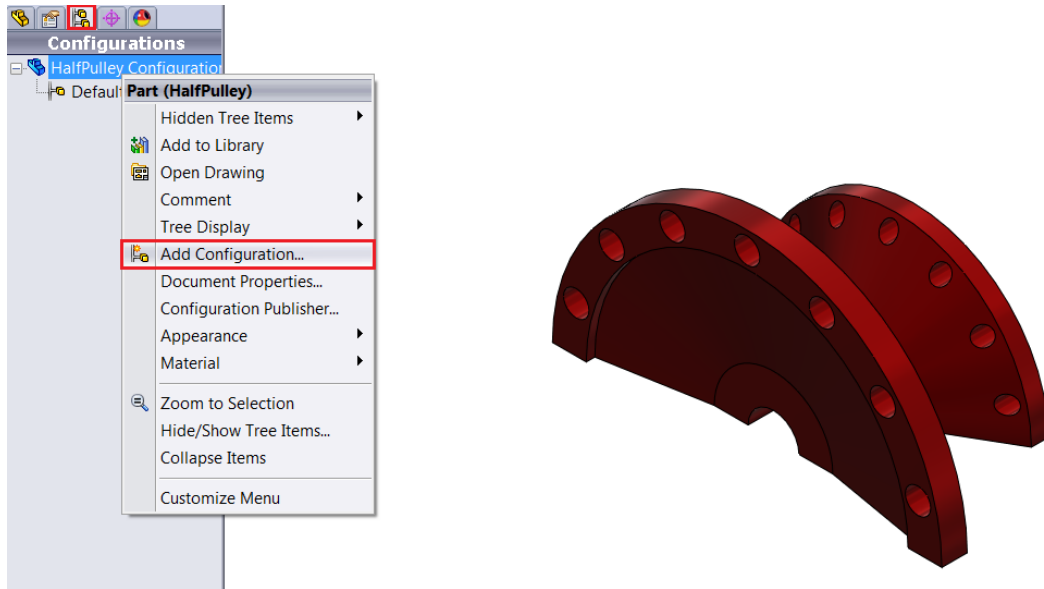 Configurations
HalfPulley Configuration
Default
Part (HalfPulley)
Hidden Tree Items
Add to Library
Open Drawing
Comment
Tree Display
Add Configuration...
Document Properties...
Configuration Publisher...
Appearance
Material
Zoom to Selection
Hide/Show Tree Items...
Collapse Items
Customize Menu